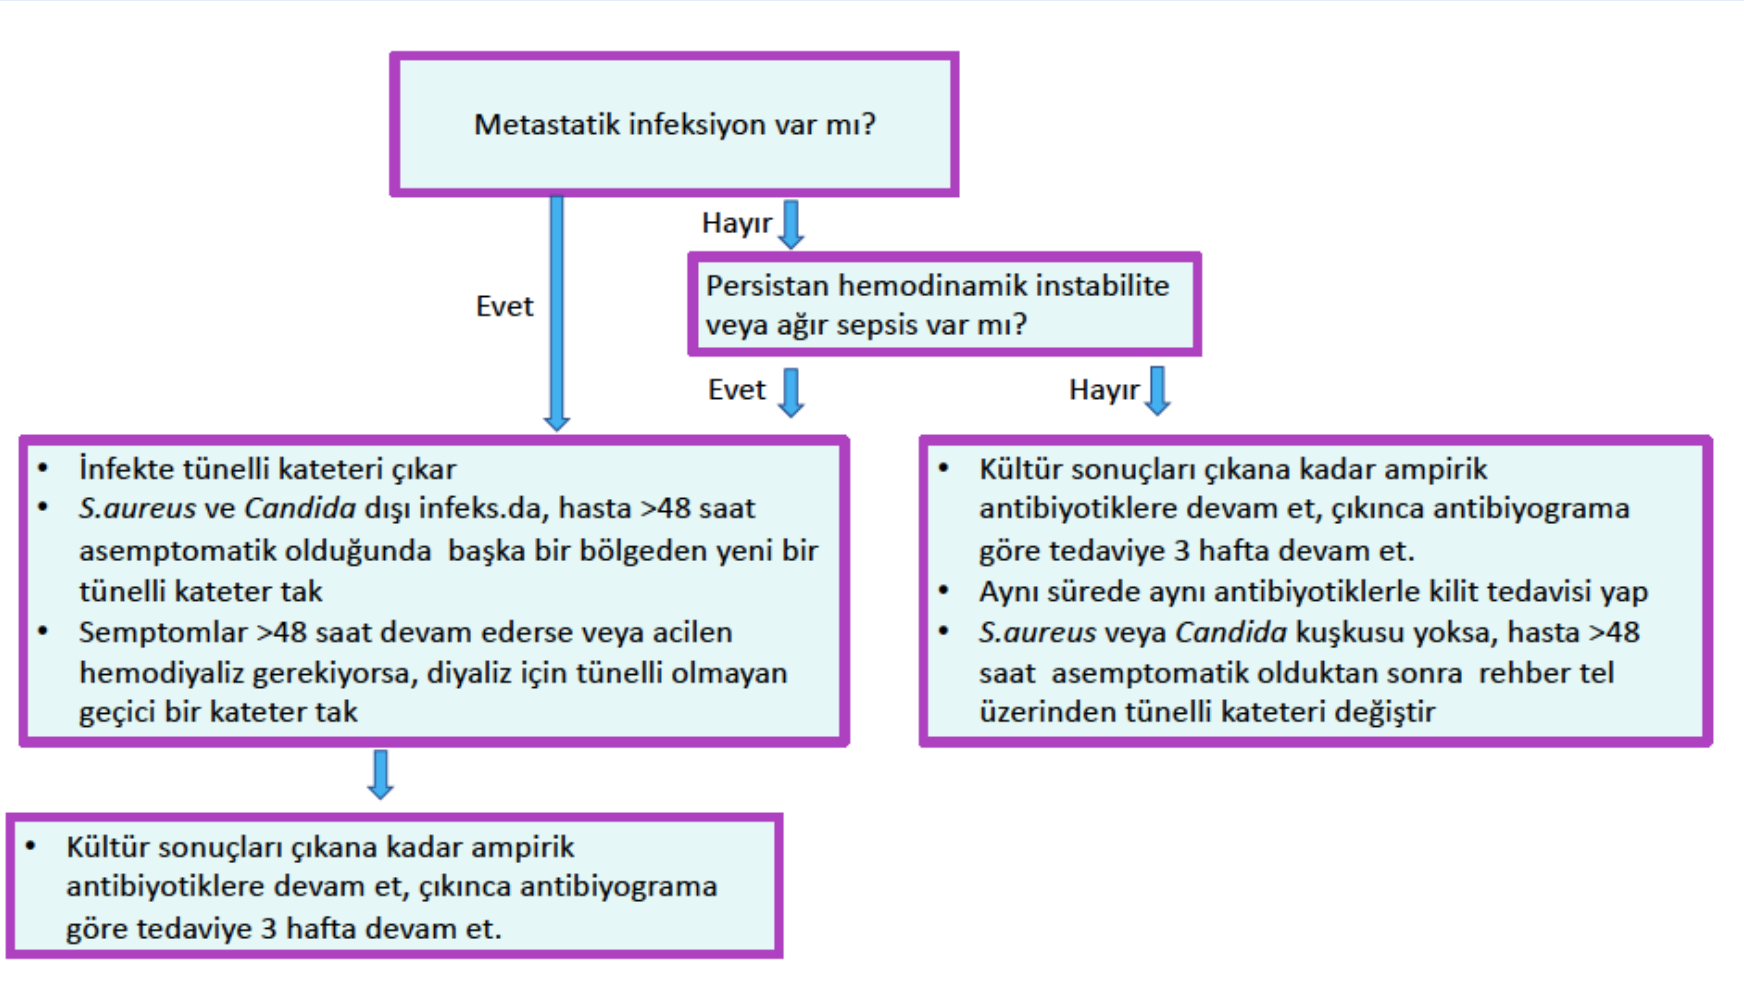 Metastatik infeksiyon var mı?
Hayır
Evet
Persistan hemodinamik instabilite
veya ağır sepsis var mı?
Evet
Hayır
• İnfekte tünelli kateteri çıkar
• S.aureus ve Candida dışı infeks.da, hasta >48 saat
asemptomatik olduğunda başka bir bölgeden yeni bir
tünelli kateter tak
• Semptomlar >48 saat devam ederse veya acilen
hemodiyaliz gerekiyorsa, diyaliz için tünelli olmayan
geçici bir kateter tak
• Kültür sonuçları çıkana kadar ampirik
antibiyotiklere devam et, çıkınca antibiyograma
göre tedaviye 3 hafta devam et.
• Aynı sürede aynı antibiyotiklerle kilit tedavisi yap
• S.aureus veya Candida kuşkusu yoksa, hasta >48
saat asemptomatik olduktan sonra rehber tel
üzerinden tünelli kateteri değiştir
• Kültür sonuçları çıkana kadar ampirik
antibiyotiklere devam et, çıkınca antibiyograma
göre tedaviye 3 hafta devam et.